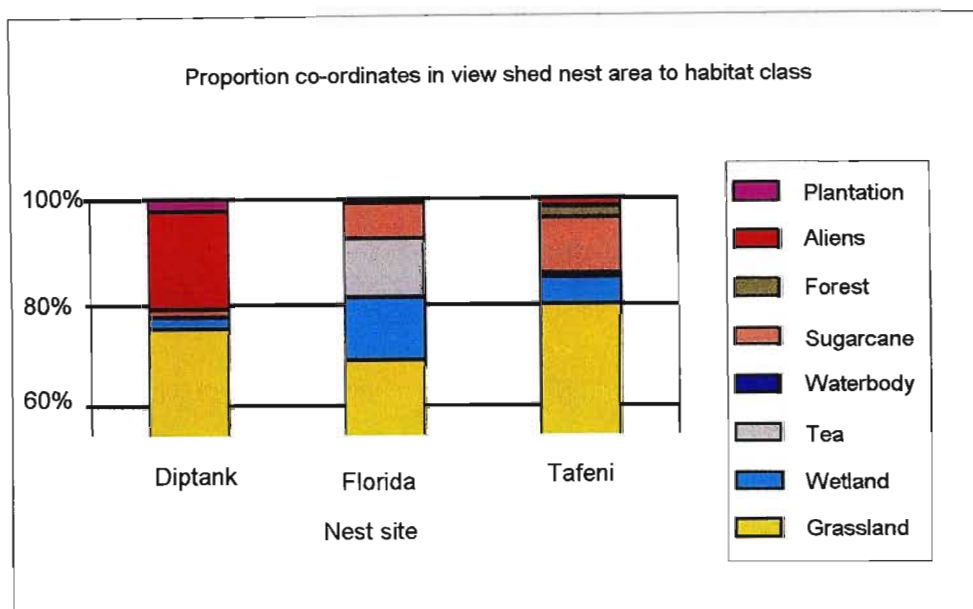 Proportion co-ordinates in view shed nest area to habitat class
100%
80%
60%
Diptank
Florida
Tafeni
Nest site
Plantation
Aliens
Forest
Sugarcane
Waterbody
Tea
Wetland
Grassland